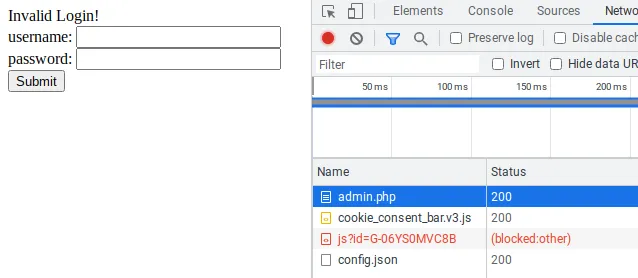 Invalid Login!
username:
password:
Submit
Elements Console Sources Netw
Preserve log Disable cach
Filter Invert Hide data UR
50 ms 100 ms 150 ms 200 ms
Name Status
admin.php 200
cookie_consent_bar.v3.js 200
js?id=G-06YS0MVC8B (blocked:other)
config.json 200